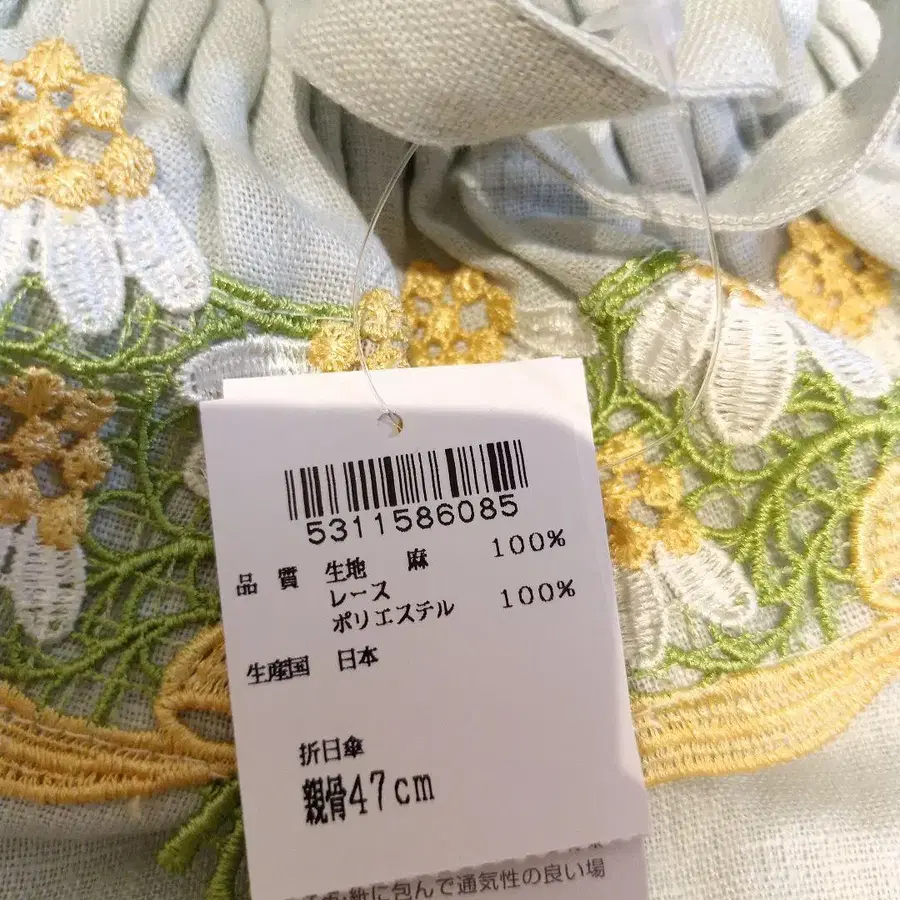 5311586085
品 質 生地 麻 100%
レース
ポリエステル 100%
生産国 日本
折日傘
親骨47cm
紙に包んで通気性の良い場